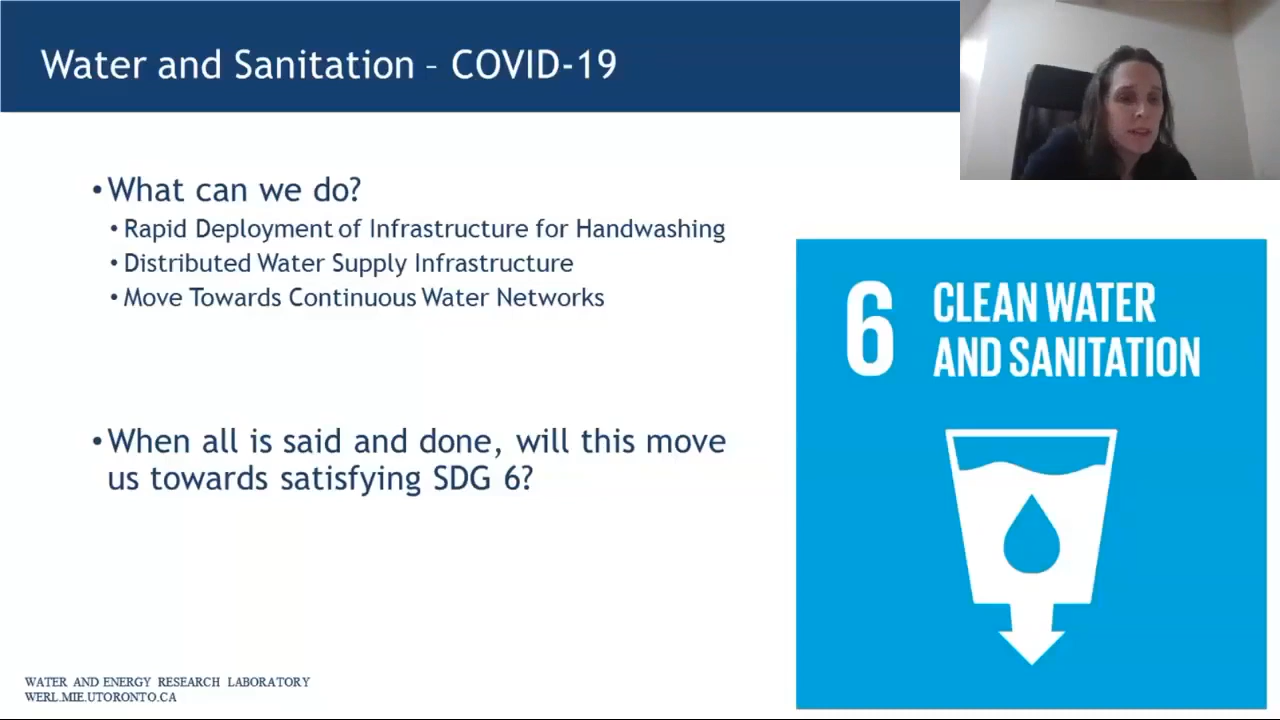 Water and Sanitation – COVID-19
•What can we do?
•Rapid Deployment of Infrastructure for Handwashing
•Distributed Water Supply Infrastructure
•Move Towards Continuous Water Networks
•When all is said and done, will this move
us towards satisfying SDG 6?
6 CLEAN WATER
AND SANITATION
WATER AND ENERGY RESEARCH LABORATORY
WERL.MIE.UTORONTO.CA